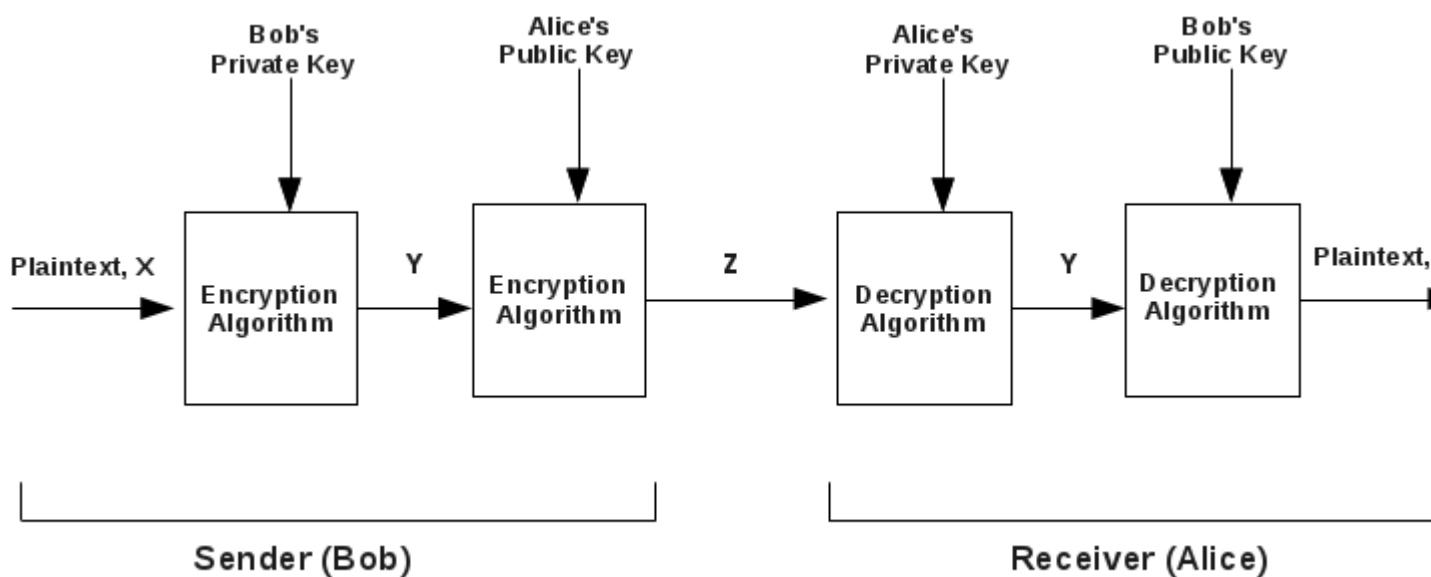 Bob's
Private Key
Alice's
Public Key
Alice's
Private Key
Bob's
Public Key
Plaintext, X
Encryption
Algorithm
Y
Encryption
Algorithm
Z
Decryption
Algorithm
Y
Decryption
Algorithm
Plaintext,
Sender (Bob)
Receiver (Alice)